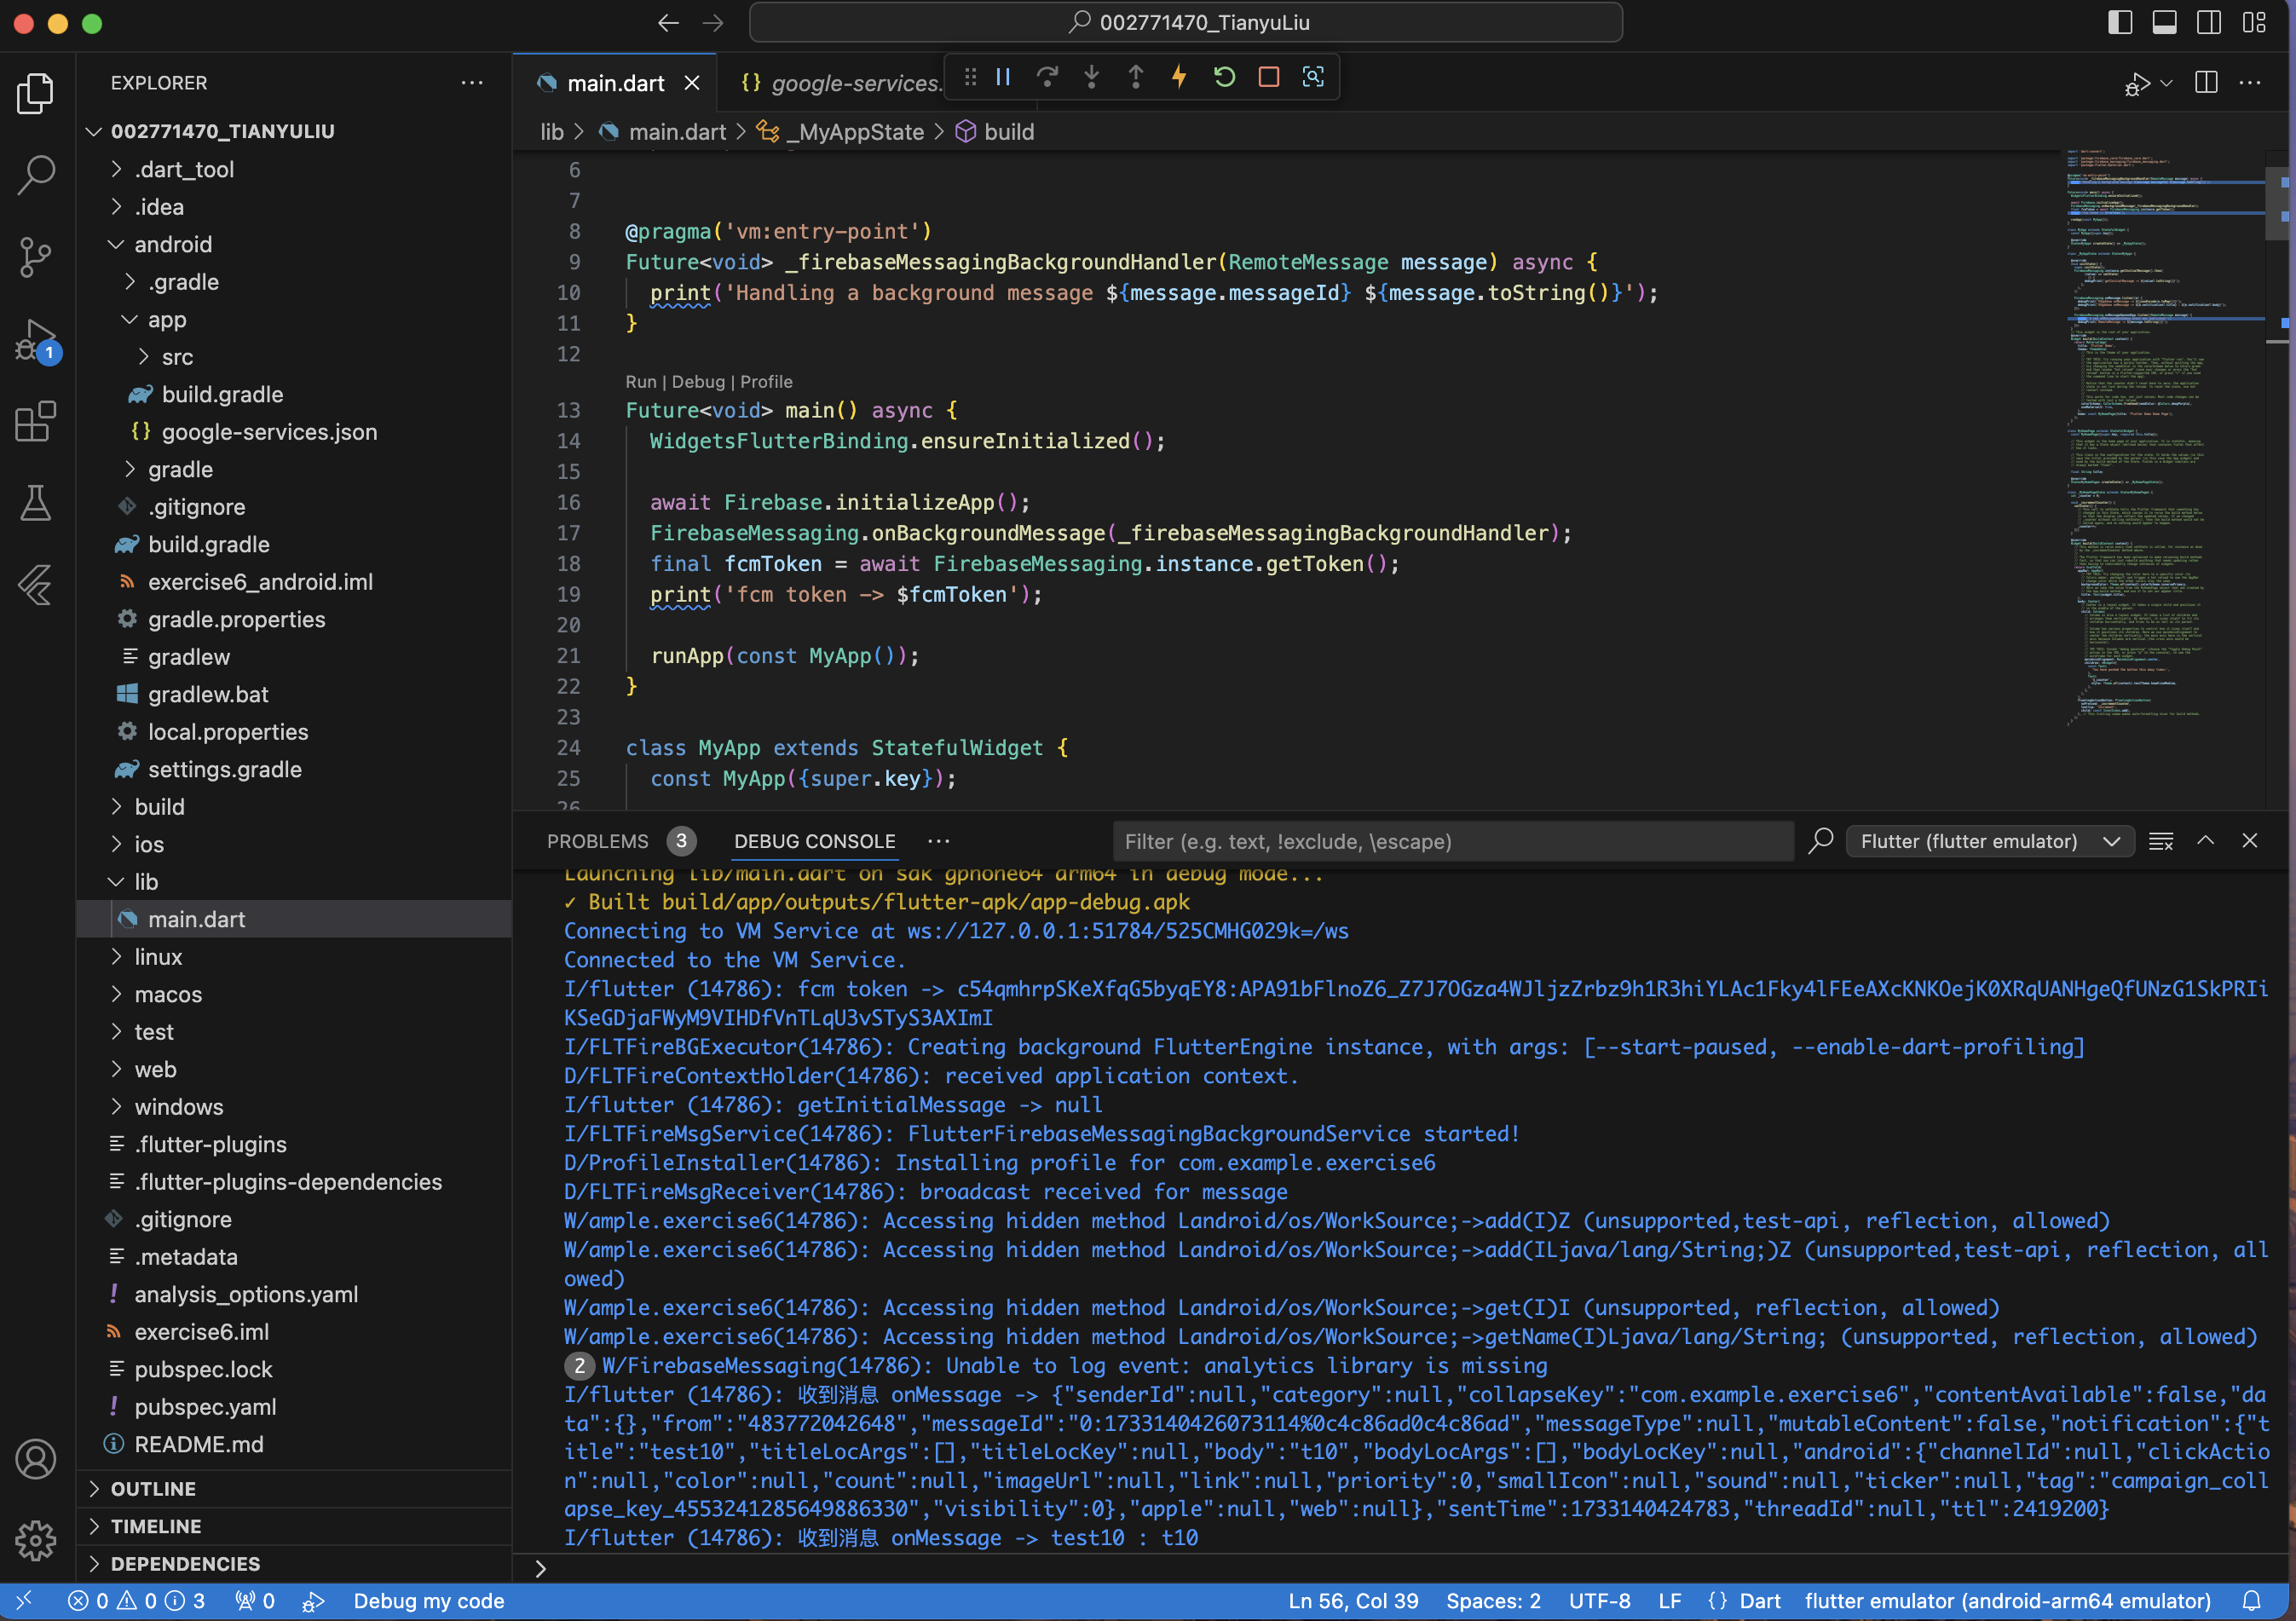 002771470_TianyuLiu
EXPLORER
002771470_TIANYULIU
.dart_tool
.idea
android
.gradle
app
src
build.gradle
google-services.json
gradle
.gitignore
build.gradle
exercise6_android.iml
gradle.properties
gradlew
gradlew.bat
local.properties
settings.gradle
build
ios
lib
main.dart
linux
macos
test
web
windows
.flutter-plugins
.flutter-plugins-dependencies
.gitignore
.metadata
analysis_options.yaml
exercise6.iml
pubspec.lock
pubspec.yaml
README.md
OUTLINE
TIMELINE
DEPENDENCIES
1
main.dart
{} google-services.
lib > main.dart > _MyAppState > build
6
7
8 @pragma('vm:entry-point')
9 Future<void> _firebaseMessagingBackgroundHandler(RemoteMessage message) async {
10 print('Handling a background message ${message.messageId} ${message.toString()}');
11 }
12
Run | Debug | Profile
13 Future<void> main() async {
14 WidgetsFlutterBinding.ensureInitialized();
15
16 await Firebase.initializeApp();
17 FirebaseMessaging.onBackgroundMessage(_firebaseMessagingBackgroundHandler);
18 final fcmToken = await FirebaseMessaging.instance.getToken();
19 print('fcm token -> $fcmToken');
20
21 runApp(const MyApp());
22 }
23
24 class MyApp extends StatefulWidget {
25 const MyApp({super.key});
26
PROBLEMS 3 DEBUG CONSOLE
Filter (e.g. text, !exclude, \escape)
Flutter (flutter emulator)
Launching lib/main.dart on sdk gphone64 arm64 in debug mode...
✓ Built build/app/outputs/flutter-apk/app-debug.apk
Connecting to VM Service at ws://127.0.0.1:51784/525CMHG029k=/ws
Connected to the VM Service.
I/flutter (14786): fcm token -> c54qmhrpSKeXfqG5byqEY8:APA91bFlnoZ6_Z7J7OGza4WJljzZrbz9h1R3hiYLAc1Fky4lFEeAXcKNKOejK0XRqUANHgeQfUNzG1SkPRIi
KSeGDjaFWyM9VIHDfVnTLqU3vSTyS3AXImI
I/FLTFireBGExecutor(14786): Creating background FlutterEngine instance, with args: [--start-paused, --enable-dart-profiling]
D/FLTFireContextHolder(14786): received application context.
I/flutter (14786): getInitialMessage -> null
I/FLTFireMsgService(14786): FlutterFirebaseMessagingBackgroundService started!
D/ProfileInstaller(14786): Installing profile for com.example.exercise6
D/FLTFireMsgReceiver(14786): broadcast received for message
W/ample.exercise6(14786): Accessing hidden method Landroid/os/WorkSource;->add(I)Z (unsupported,test-api, reflection, allowed)
W/ample.exercise6(14786): Accessing hidden method Landroid/os/WorkSource;->add(ILjava/lang/String;)Z (unsupported,test-api, reflection, all
owed)
W/ample.exercise6(14786): Accessing hidden method Landroid/os/WorkSource;->get(I)I (unsupported, reflection, allowed)
W/ample.exercise6(14786): Accessing hidden method Landroid/os/WorkSource;->getName(I)Ljava/lang/String; (unsupported, reflection, allowed)
2 W/FirebaseMessaging(14786): Unable to log event: analytics library is missing
I/flutter (14786): 收到消息 onMessage -> {"senderId":null,"category":null,"collapseKey":"com.example.exercise6","contentAvailable":false,"da
ta":{},"from":"483772042648","messageId":"0:1733140426073114%0c4c86ad0c4c86ad","messageType":null,"mutableContent":false,"notification":{"t
itle":"test10","titleLocArgs":[],"titleLocKey":null,"body":"t10","bodyLocArgs":[],"bodyLocKey":null,"android":{"channelId":null,"clickActio
n":null,"color":null,"count":null,"imageUrl":null,"link":null,"priority":0,"smallIcon":null,"sound":null,"ticker":null,"tag":"campaign_coll
apse_key_4553241285649886330","visibility":0},"apple":null,"web":null},"sentTime":1733140424783,"threadId":null,"ttl":2419200}
I/flutter (14786): 收到消息 onMessage -> test10 : t10
0 0 3 0 Debug my code Ln 56, Col 39 Spaces: 2 UTF-8 LF {} Dart flutter emulator (android-arm64 emulator)